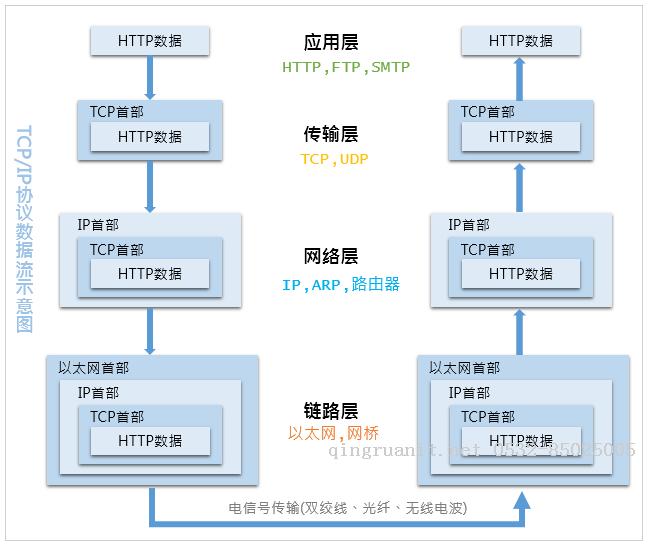 TCP/IP协议数据流示意图
HTTP数据
应用层
HTTP,FTP,SMTP
HTTP数据
TCP首部
HTTP数据
传输层
TCP,UDP
TCP首部
HTTP数据
IP首部
TCP首部
HTTP数据
网络层
IP,ARP,路由器
IP首部
TCP首部
HTTP数据
以太网首部
IP首部
TCP首部
HTTP数据
链路层
以太网,网桥
以太网首部
IP首部
TCP首部
HTTP数据
qingruanit.net 0532-85025005
电信号传输(双绞线、光纤、无线电波)